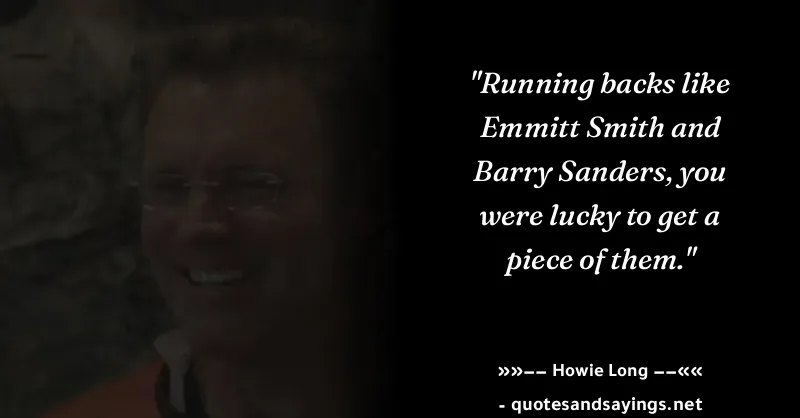 "Running backs like
Emmitt Smith and
Barry Sanders, you
were lucky to get a
piece of them."
»»–– Howie Long ––««
- quotesandsayings.net